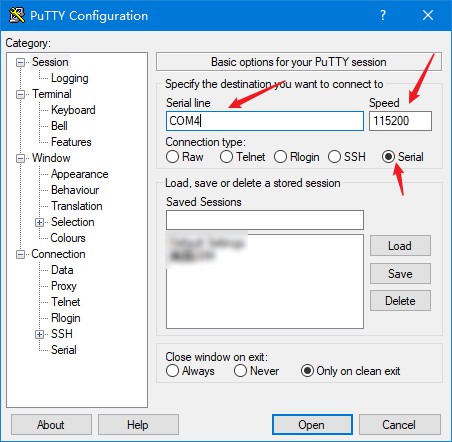 PuTTY Configuration
Category:
Session
Logging
Terminal
Keyboard
Bell
Features
Window
Appearance
Behaviour
Translation
Selection
Colours
Connection
Data
Proxy
Telnet
Rlogin
SSH
Serial
Basic options for your PuTTY session
Specify the destination you want to connect to
Serial line Speed
COM4 115200
Connection type:
Raw Telnet Rlogin SSH Serial
Load, save or delete a stored session
Saved Sessions
Default Settings
Load
Save
Delete
Close window on exit:
Always Never Only on clean exit
About Help Open Cancel